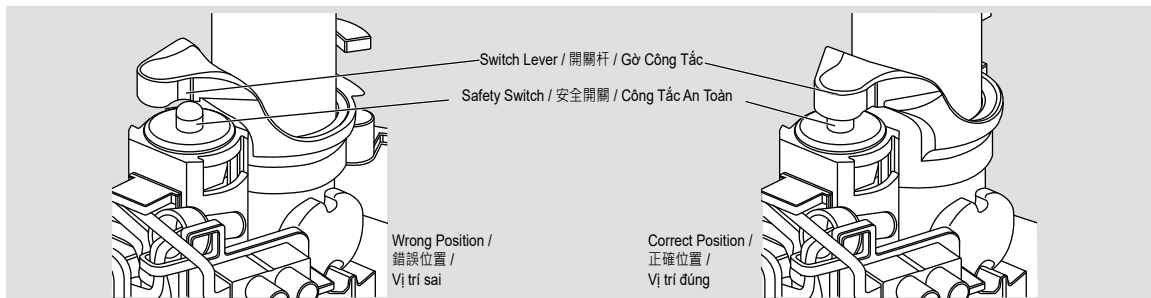 Switch Lever / 開關杆 / Gờ Công Tắc
Safety Switch / 安全開關 / Công Tắc An Toàn
Wrong Position /
錯誤位置 /
Vị trí sai
Correct Position /
正確位置 /
Vị trí đúng